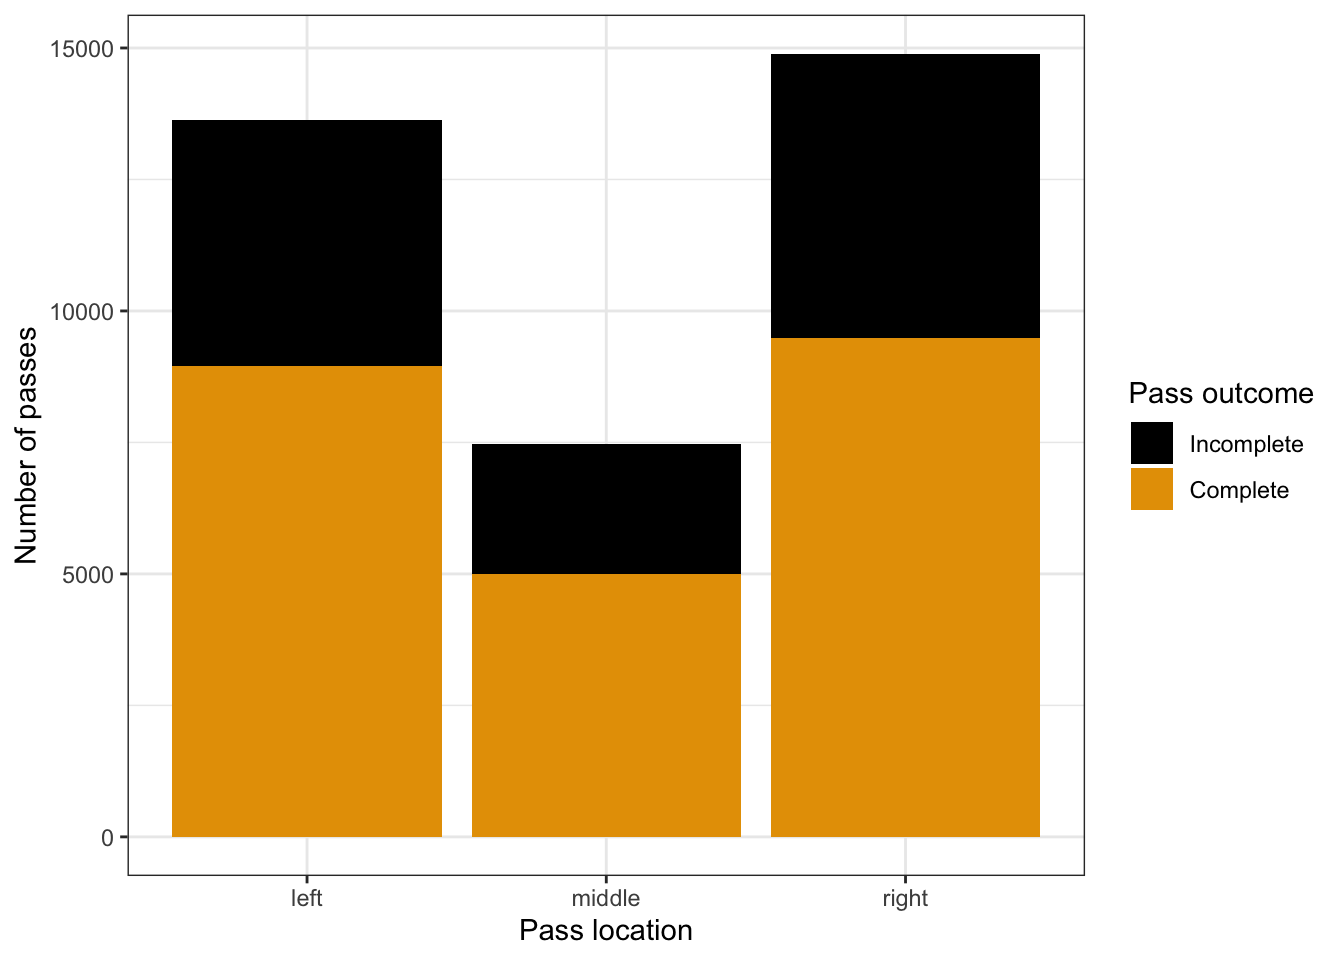 15000
10000
5000
0
Number of passes
left
middle
right
Pass location
Pass outcome
Incomplete
Complete